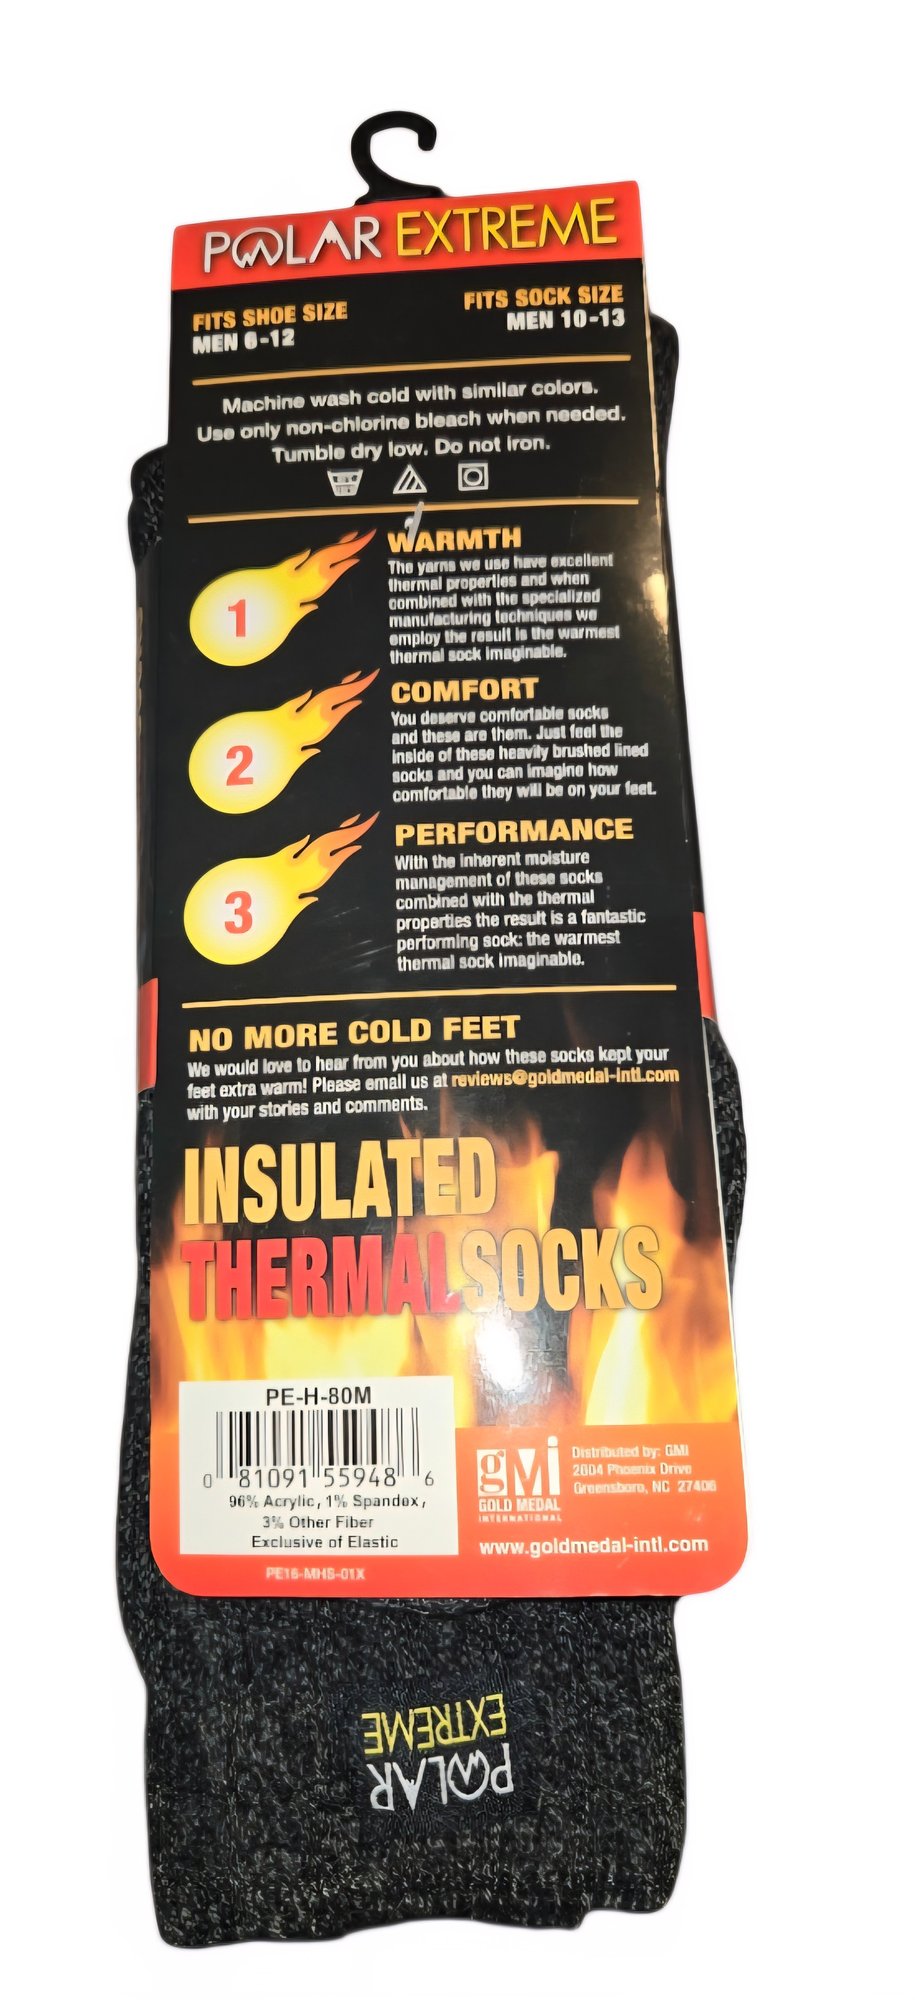 POLAR EXTREME
FITS SHOE SIZE
MEN 6-12
FITS SOCK SIZE
MEN 10-13
Machine wash cold with similar colors.
Use only non-chlorine bleach when needed.
Tumble dry low. Do not iron.
1
WARMTH
The yarns we use have excellent
thermal properties and when
combined with the specialized
manufacturing techniques we
employ the result is the warmest
thermal sock imaginable.
2
COMFORT
You deserve comfortable socks
and these are them. Just feel the
inside of these heavily brushed lined
socks and you can imagine how
comfortable they will be on your feet.
3
PERFORMANCE
With the inherent moisture
management of these socks
combined with the thermal
properties the result is a fantastic
performing sock: the warmest
thermal sock imaginable.
NO MORE COLD FEET
We would love to hear from you about how these socks kept your
feet extra warm! Please email us at reviews@goldmedal-intl.com
with your stories and comments.
INSULATED
THERMAL SOCKS
PE-H-80M
0 81091 55948 6
96% Acrylic, 1% Spandex,
3% Other Fiber
Exclusive of Elastic
PE16-MHS-01X
gMi
GOLD MEDAL
INTERNATIONAL
Distributed by: GMI
2604 Phoenix Drive
Greensboro, NC 27406
www.goldmedal-intl.com
POLAR
EXTREME